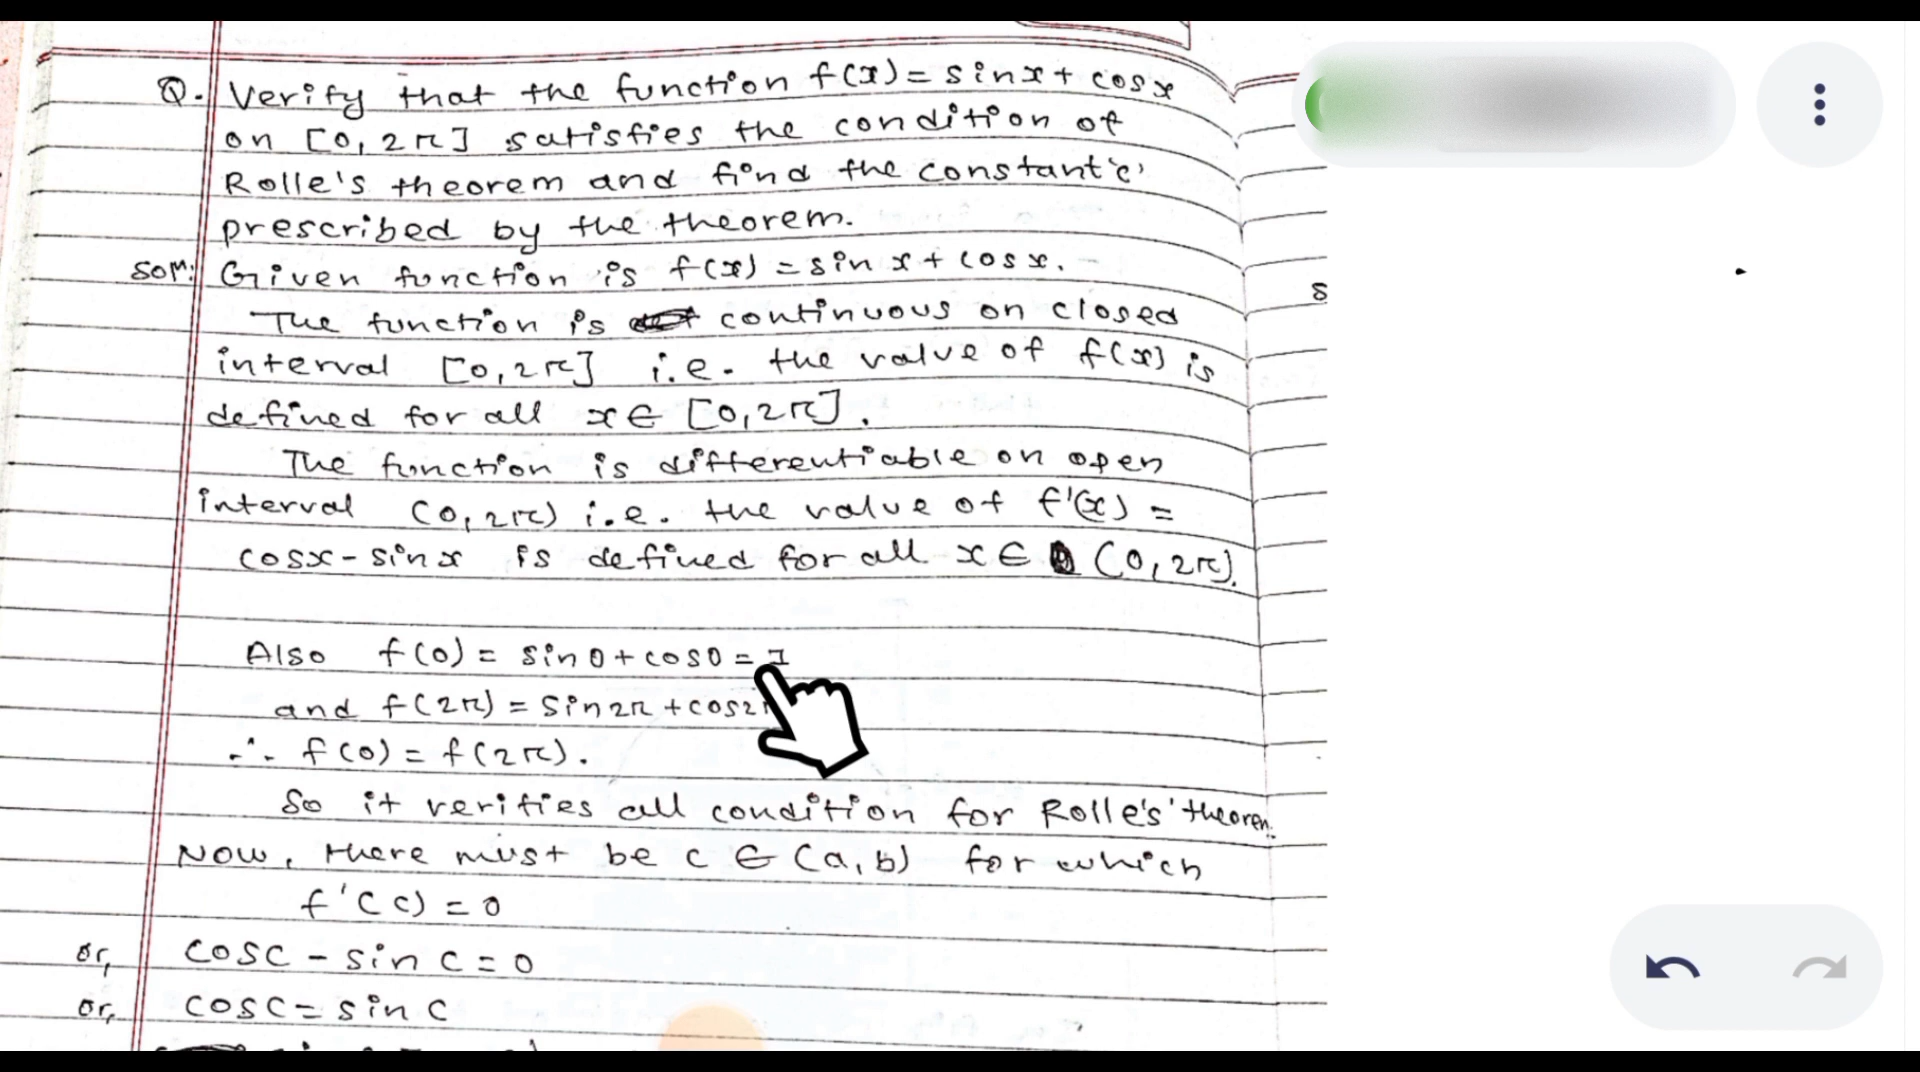 Q. Verify that the function f(x) = sinx + cosx
on [0, 2π] satisfies the condition of
Rolle's theorem and find the constant 'c'
prescribed by the theorem.
Soln: Given function is f(x) = sin x + cos x.
The function is continuous on closed
interval [0, 2π] i.e. the value of f(x) is
defined for all x ∈ [0, 2π].
The function is differentiable on open
interval (0, 2π) i.e. the value of f'(x) =
cosx - sinx is defined for all x ∈ (0, 2π).
Also f(0) = sin0 + cos0 = 1
and f(2π) = sin2π + cos2
∴ f(0) = f(2π).
So it verifies all condition for Rolle's' theorem.
Now, there must be c ∈ (a, b) for which
f'(c) = 0
or, cosc - sin c = 0
or, cosc = sin c